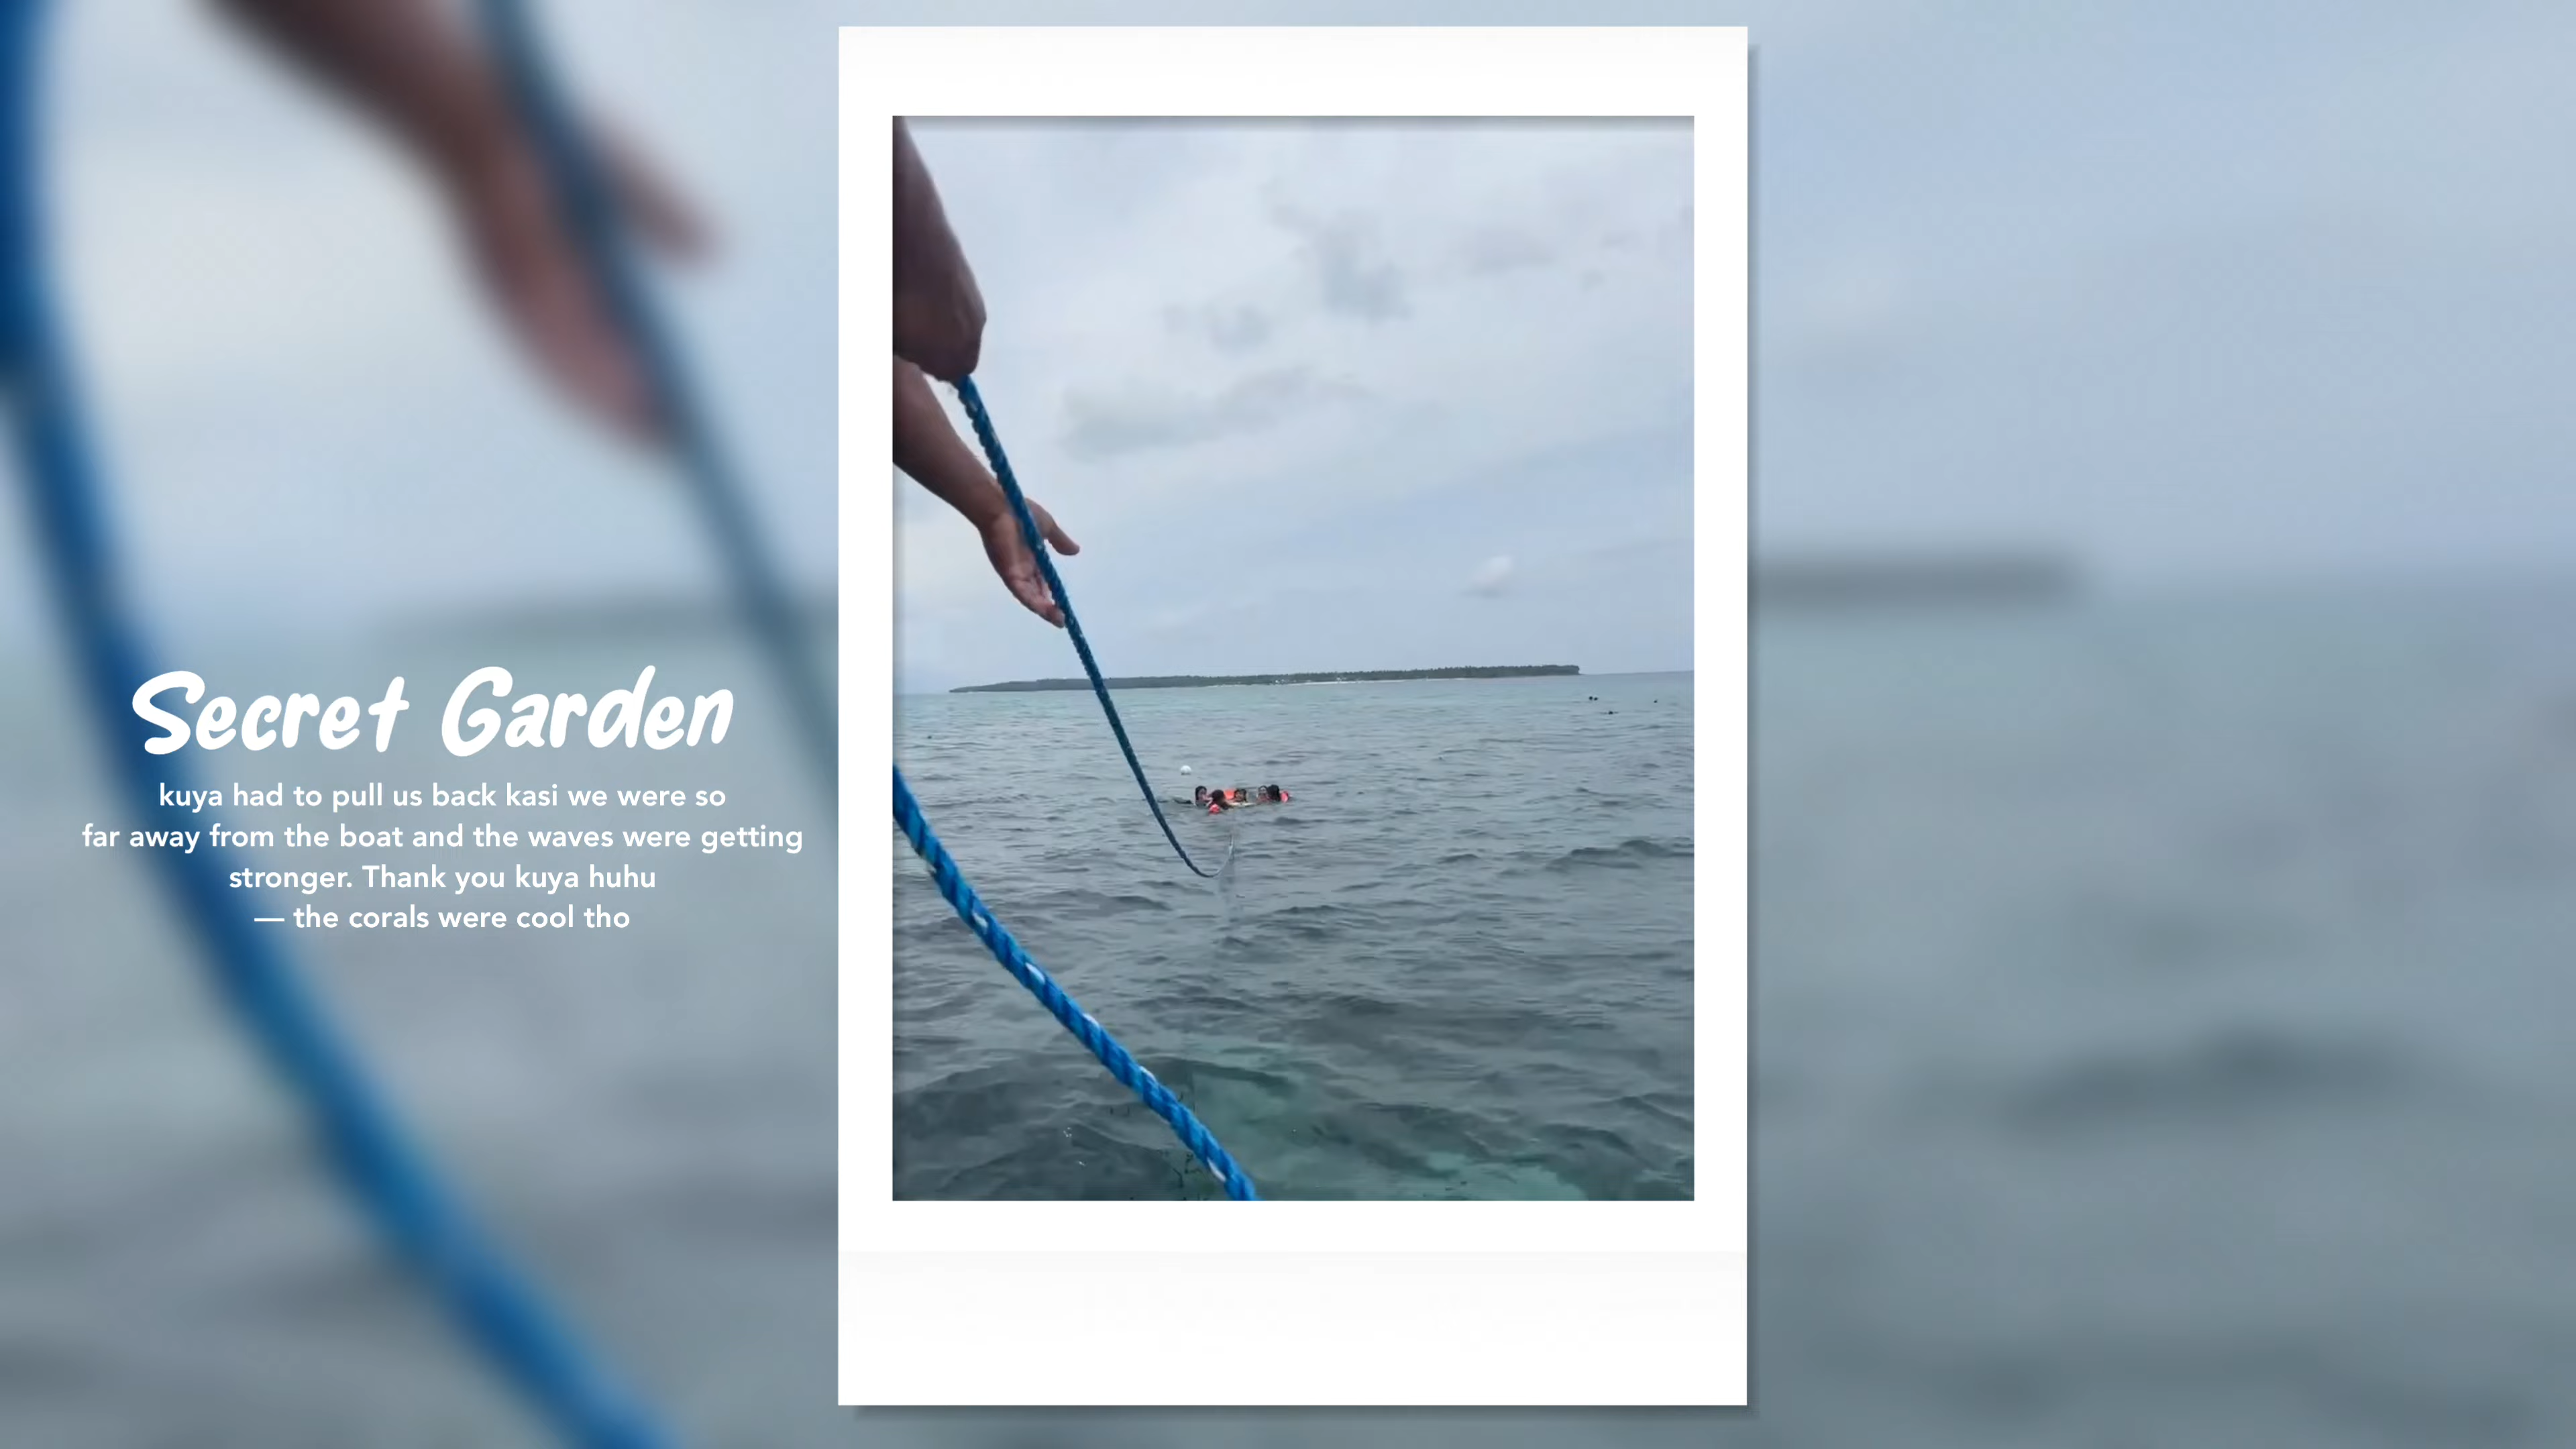 Secret Garden
kuya had to pull us back kasi we were so
far away from the boat and the waves were getting
stronger. Thank you kuya huhu
— the corals were cool tho